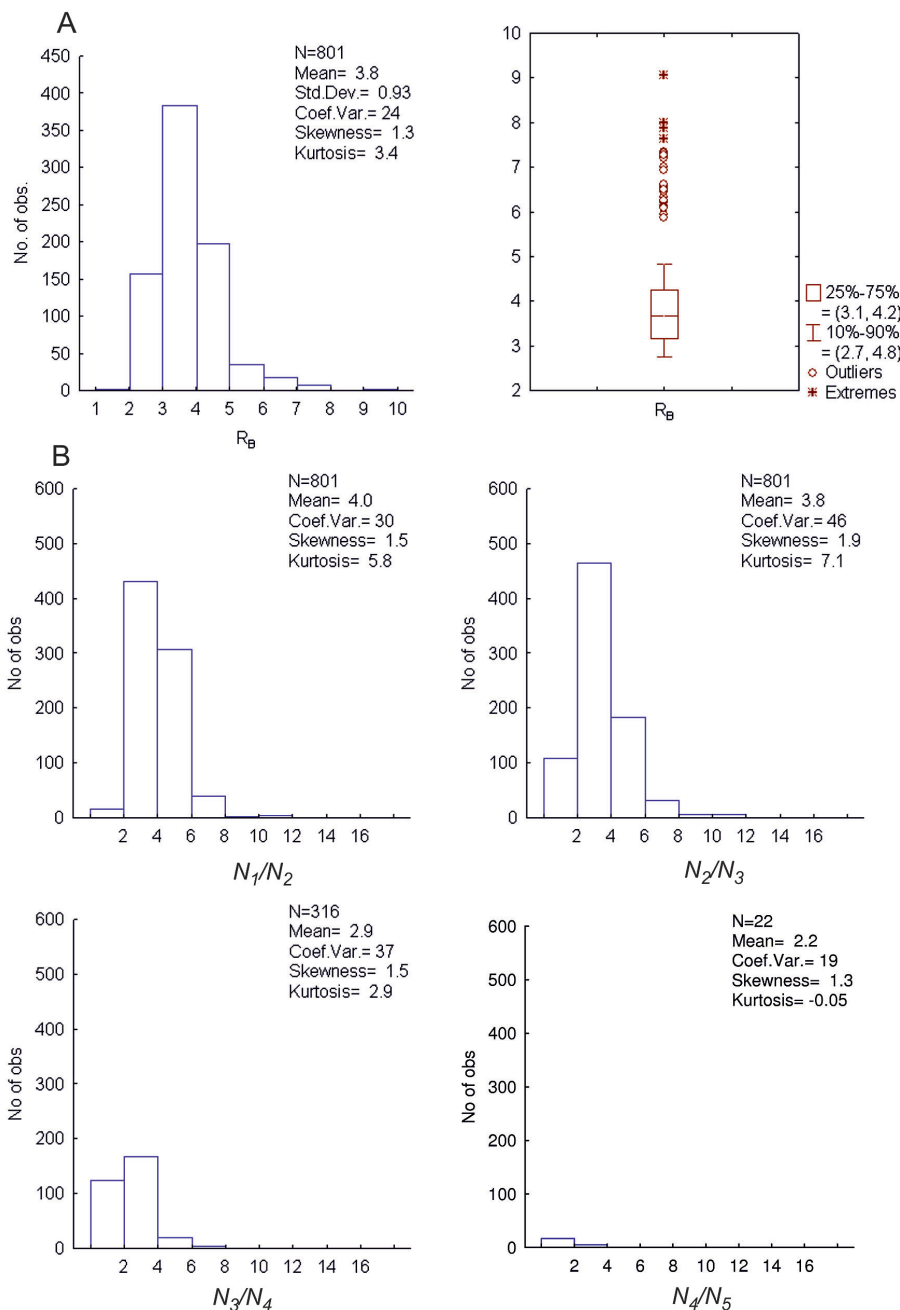 A
N=801
Mean= 3.8
Std.Dev.= 0.93
Coef.Var.= 24
Skewness= 1.3
Kurtosis= 3.4
No. of obs.
450
400
350
300
250
200
150
100
50
0
1 2 3 4 5 6 7 8 9 10
R_B
10
9
8
7
6
5
4
3
2
R_B
25%-75%
= (3.1, 4.2)
10%-90%
= (2.7, 4.8)
Outliers
Extremes
B
N=801
Mean= 4.0
Coef.Var.= 30
Skewness= 1.5
Kurtosis= 5.8
No of obs
600
500
400
300
200
100
0
2 4 6 8 10 12 14 16
N_1/N_2
N=801
Mean= 3.8
Coef.Var.= 46
Skewness= 1.9
Kurtosis= 7.1
No of obs
600
500
400
300
200
100
0
2 4 6 8 10 12 14 16
N_2/N_3
N=316
Mean= 2.9
Coef.Var.= 37
Skewness= 1.5
Kurtosis= 2.9
No of obs
600
500
400
300
200
100
0
2 4 6 8 10 12 14 16
N_3/N_4
N=22
Mean= 2.2
Coef.Var.= 19
Skewness= 1.3
Kurtosis= -0.05
No of obs
600
500
400
300
200
100
0
2 4 6 8 10 12 14 16
N_4/N_5